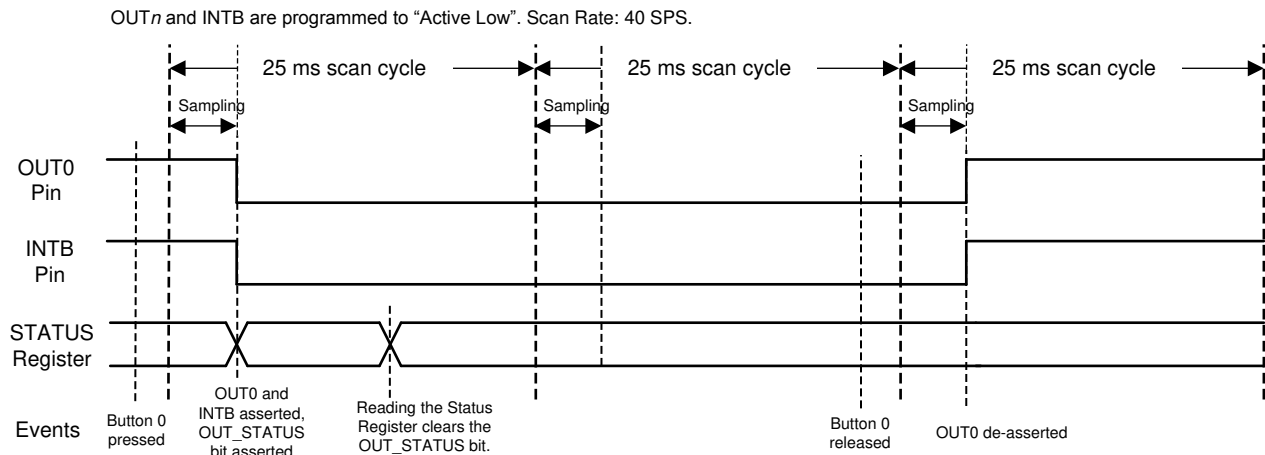 OUTn and INTB are programmed to “Active Low”. Scan Rate: 40 SPS.
25 ms scan cycle
25 ms scan cycle
25 ms scan cycle
Sampling
Sampling
Sampling
OUT0
Pin
INTB
Pin
STATUS
Register
Events
Button 0
pressed
OUT0 and
INTB asserted,
OUT_STATUS
bit asserted
Reading the Status
Register clears the
OUT_STATUS bit.
Button 0
released
OUT0 de-asserted